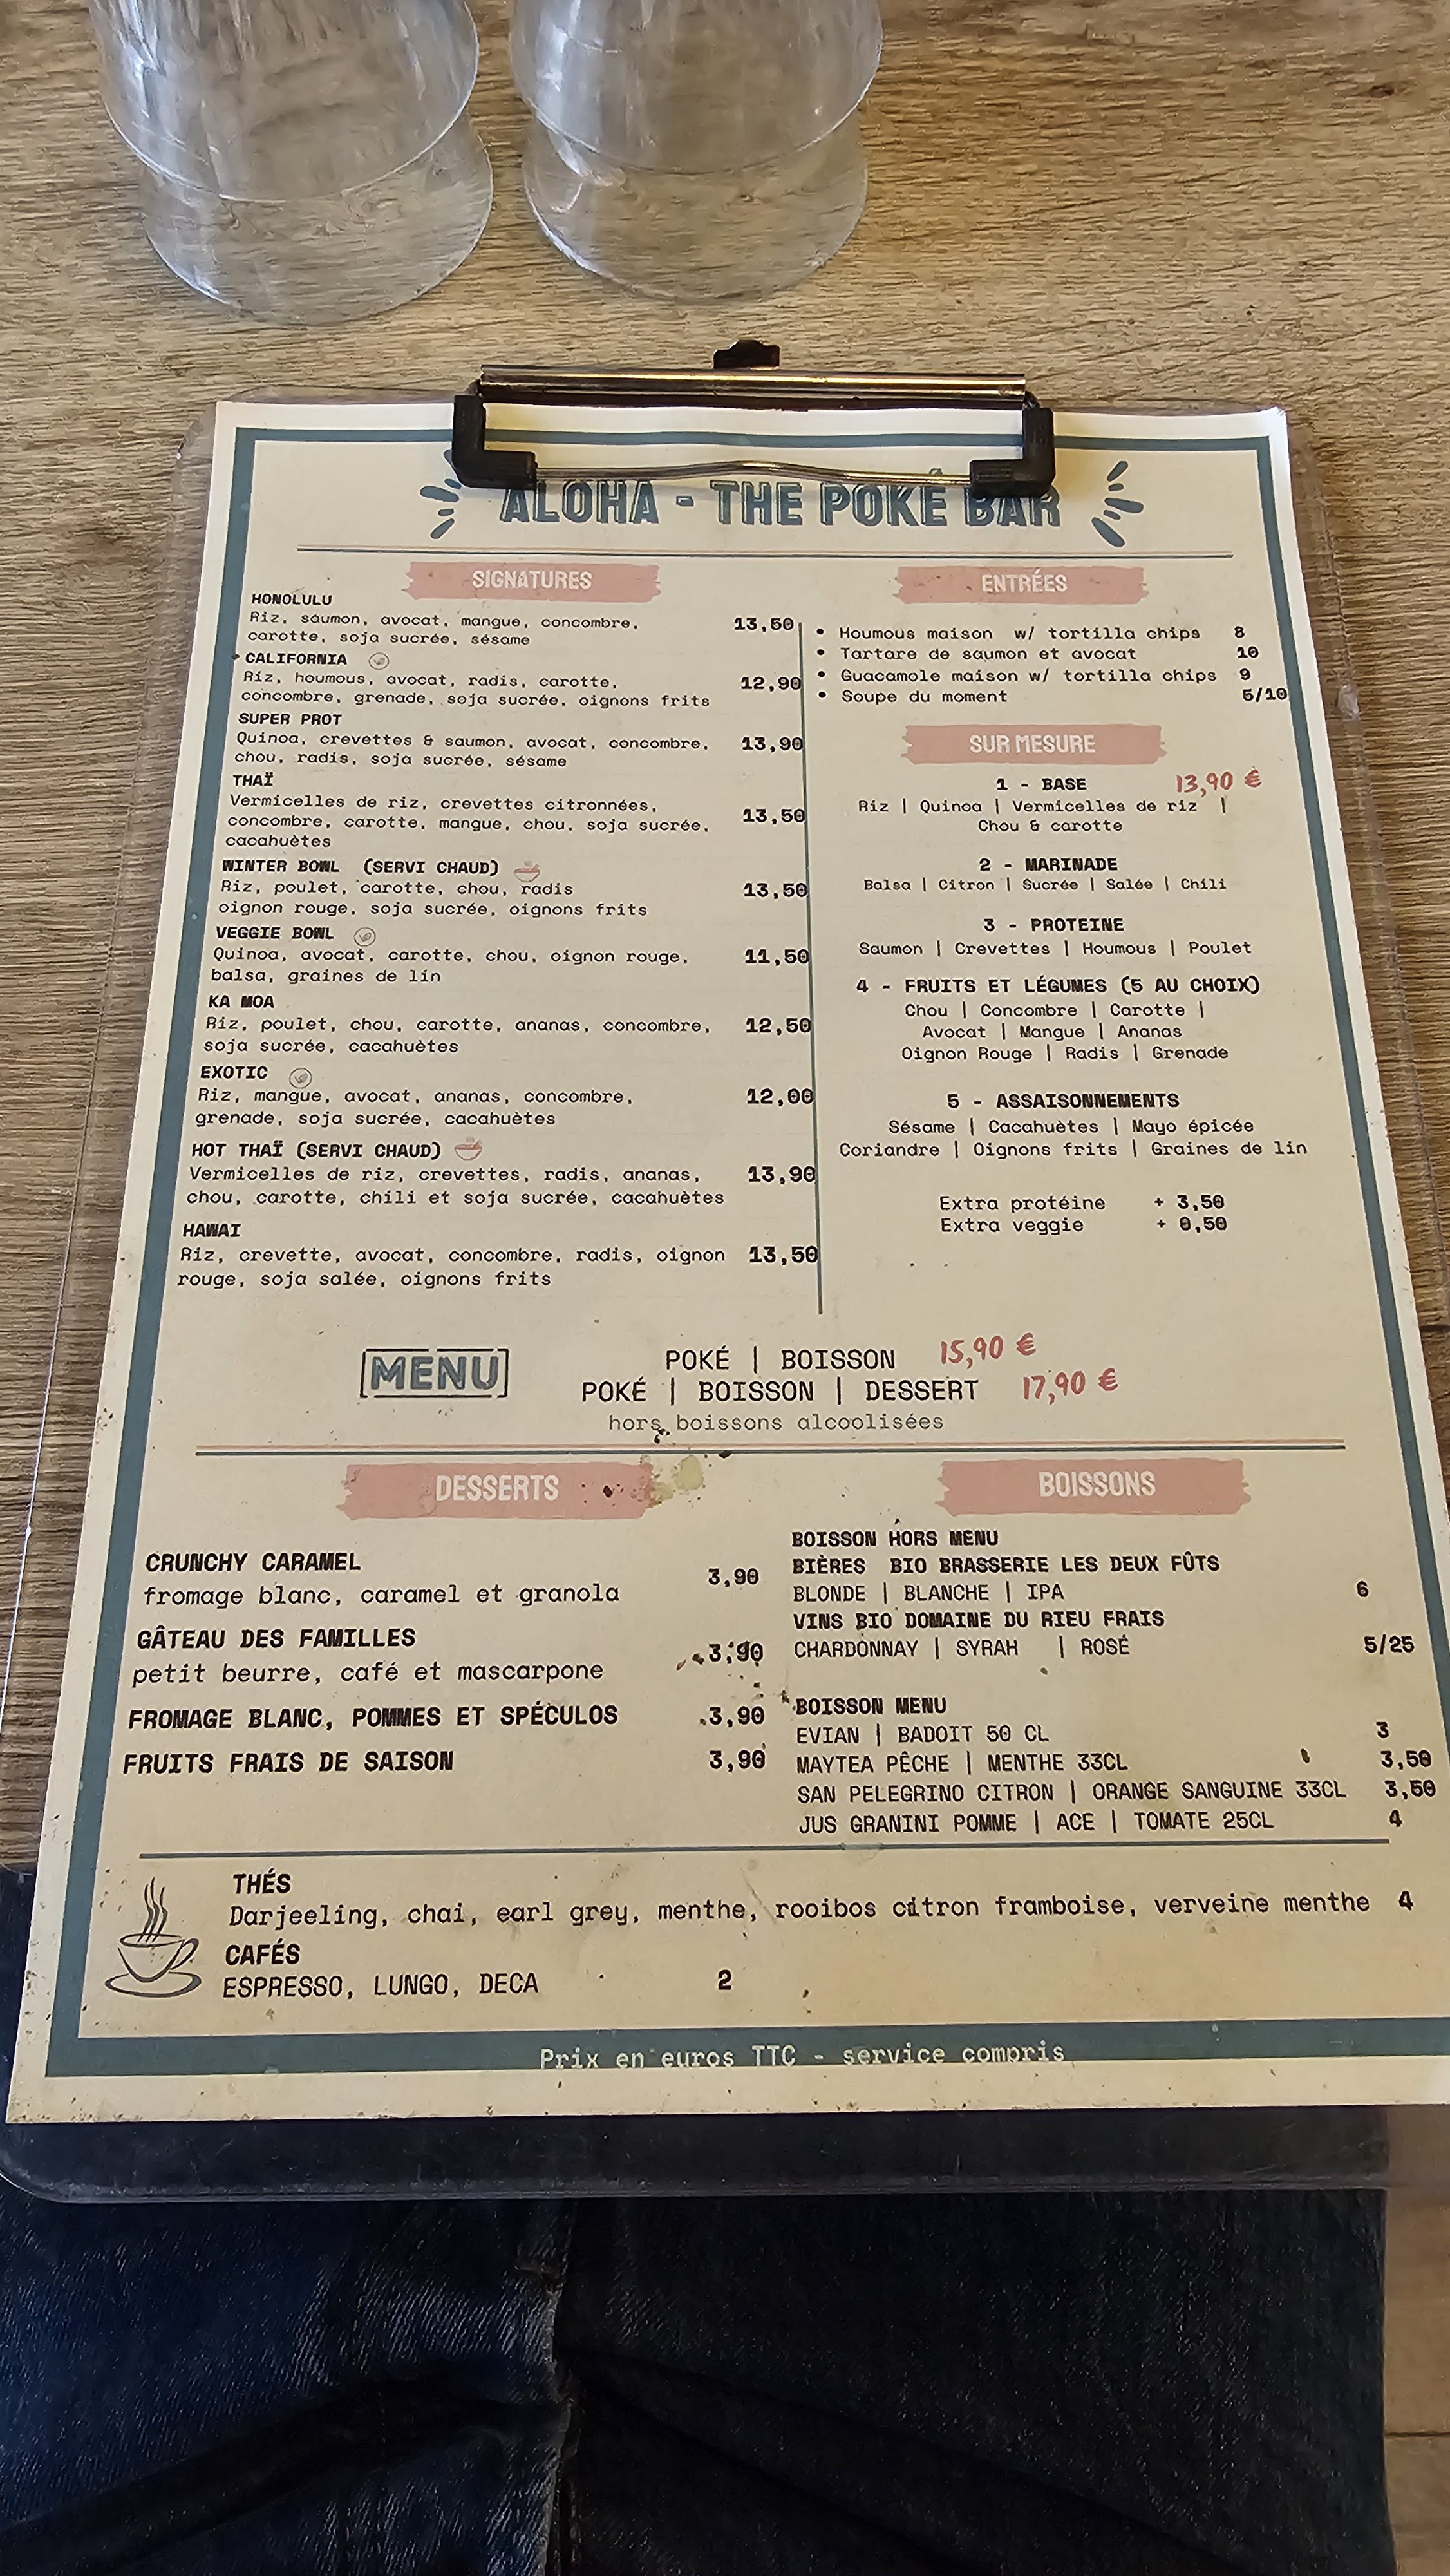 ALOHA - THE POKÉ BAR
SIGNATURES
HONOLULU
Riz, saumon, avocat, mangue, concombre,
carotte, soja sucrée, sésame
13,50
CALIFORNIA
Riz, houmous, avocat, radis, carotte,
concombre, grenade, soja sucrée, oignons frits
12,90
SUPER PROT
Quinoa, crevettes & saumon, avocat, concombre,
chou, radis, soja sucrée, sésame
13,90
THAÏ
Vermicelles de riz, crevettes citronnées,
concombre, carotte, mangue, chou, soja sucrée,
cacahuètes
13,50
WINTER BOWL (SERVI CHAUD)
Riz, poulet, carotte, chou, radis
oignon rouge, soja sucrée, oignons frits
13,50
VEGGIE BOWL
Quinoa, avocat, carotte, chou, oignon rouge,
balsa, graines de lin
11,50
KA MOA
Riz, poulet, chou, carotte, ananas, concombre,
soja sucrée, cacahuètes
12,50
EXOTIC
Riz, mangue, avocat, ananas, concombre,
grenade, soja sucrée, cacahuètes
12,00
HOT THAÏ (SERVI CHAUD)
Vermicelles de riz, crevettes, radis, ananas,
chou, carotte, chili et soja sucrée, cacahuètes
13,90
HAWAI
Riz, crevette, avocat, concombre, radis, oignon
rouge, soja salée, oignons frits
13,50
ENTRÉES
• Houmous maison w/ tortilla chips 8
• Tartare de saumon et avocat 10
• Guacamole maison w/ tortilla chips 9
• Soupe du moment 5/10
SUR MESURE
1 - BASE 13,90 €
Riz | Quinoa | Vermicelles de riz |
Chou & carotte
2 - MARINADE
Balsa | Citron | Sucrée | Salée | Chili
3 - PROTEINE
Saumon | Crevettes | Houmous | Poulet
4 - FRUITS ET LÉGUMES (5 AU CHOIX)
Chou | Concombre | Carotte |
Avocat | Mangue | Ananas
Oignon Rouge | Radis | Grenade
5 - ASSAISONNEMENTS
Sésame | Cacahuètes | Mayo épicée
Coriandre | Oignons frits | Graines de lin
Extra protéine + 3,50
Extra veggie + 0,50
MENU
POKÉ | BOISSON 15,90 €
POKÉ | BOISSON | DESSERT 17,90 €
hors boissons alcoolisées
DESSERTS
CRUNCHY CARAMEL
fromage blanc, caramel et granola
3,90
GÂTEAU DES FAMILLES
petit beurre, café et mascarpone
3,90
FROMAGE BLANC, POMMES ET SPÉCULOS 3,90
FRUITS FRAIS DE SAISON 3,90
BOISSONS
BOISSON HORS MENU
BIÈRES BIO BRASSERIE LES DEUX FÛTS
BLONDE | BLANCHE | IPA 6
VINS BIO DOMAINE DU RIEU FRAIS
CHARDONNAY | SYRAH | ROSÉ 5/25
BOISSON MENU
EVIAN | BADOIT 50 CL 3
MAYTEA PÊCHE | MENTHE 33CL 3,50
SAN PELEGRINO CITRON | ORANGE SANGUINE 33CL 3,50
JUS GRANINI POMME | ACE | TOMATE 25CL 4
THÉS
Darjeeling, chai, earl grey, menthe, rooibos citron framboise, verveine menthe 4
CAFÉS
ESPRESSO, LUNGO, DECA 2
Prix en euros TTC - service compris